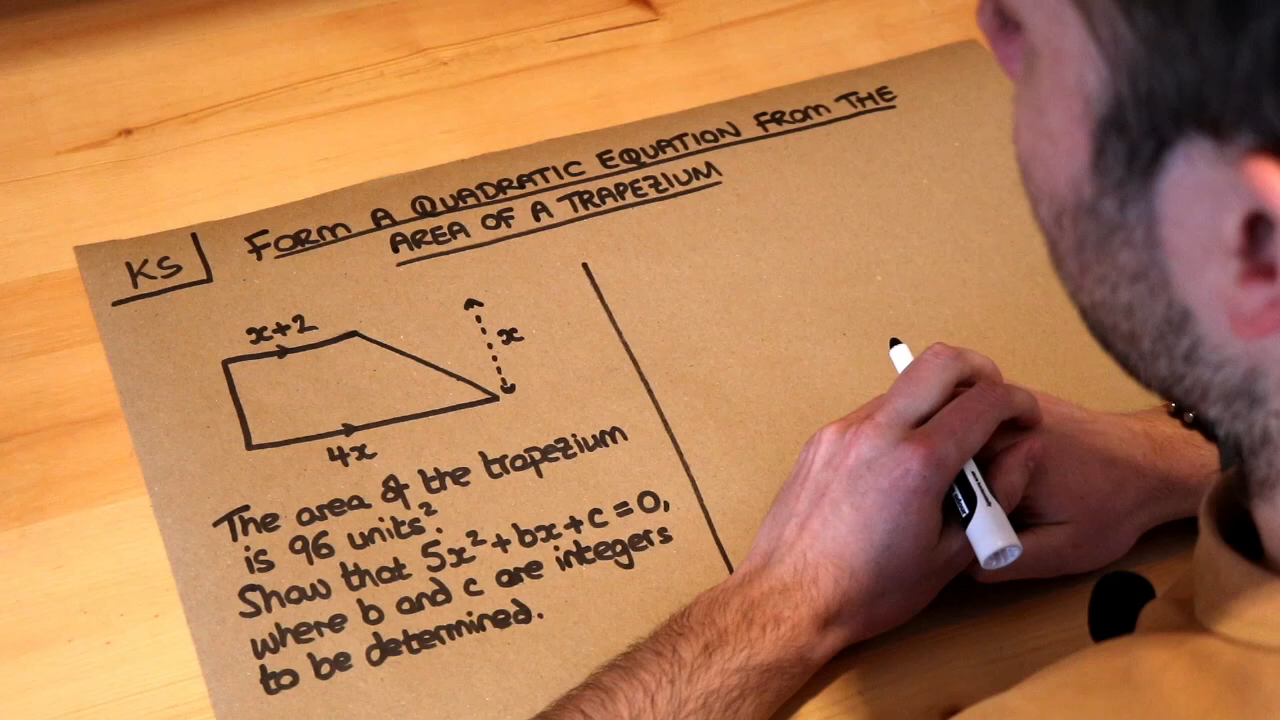 KS
FORM A QUADRATIC EQUATION FROM THE
AREA OF A TRAPEZIUM
x+2
x
4x
The area of the trapezium
is 96 units².
Show that 5x²+bx+c=0,
where b and c are integers
to be determined.